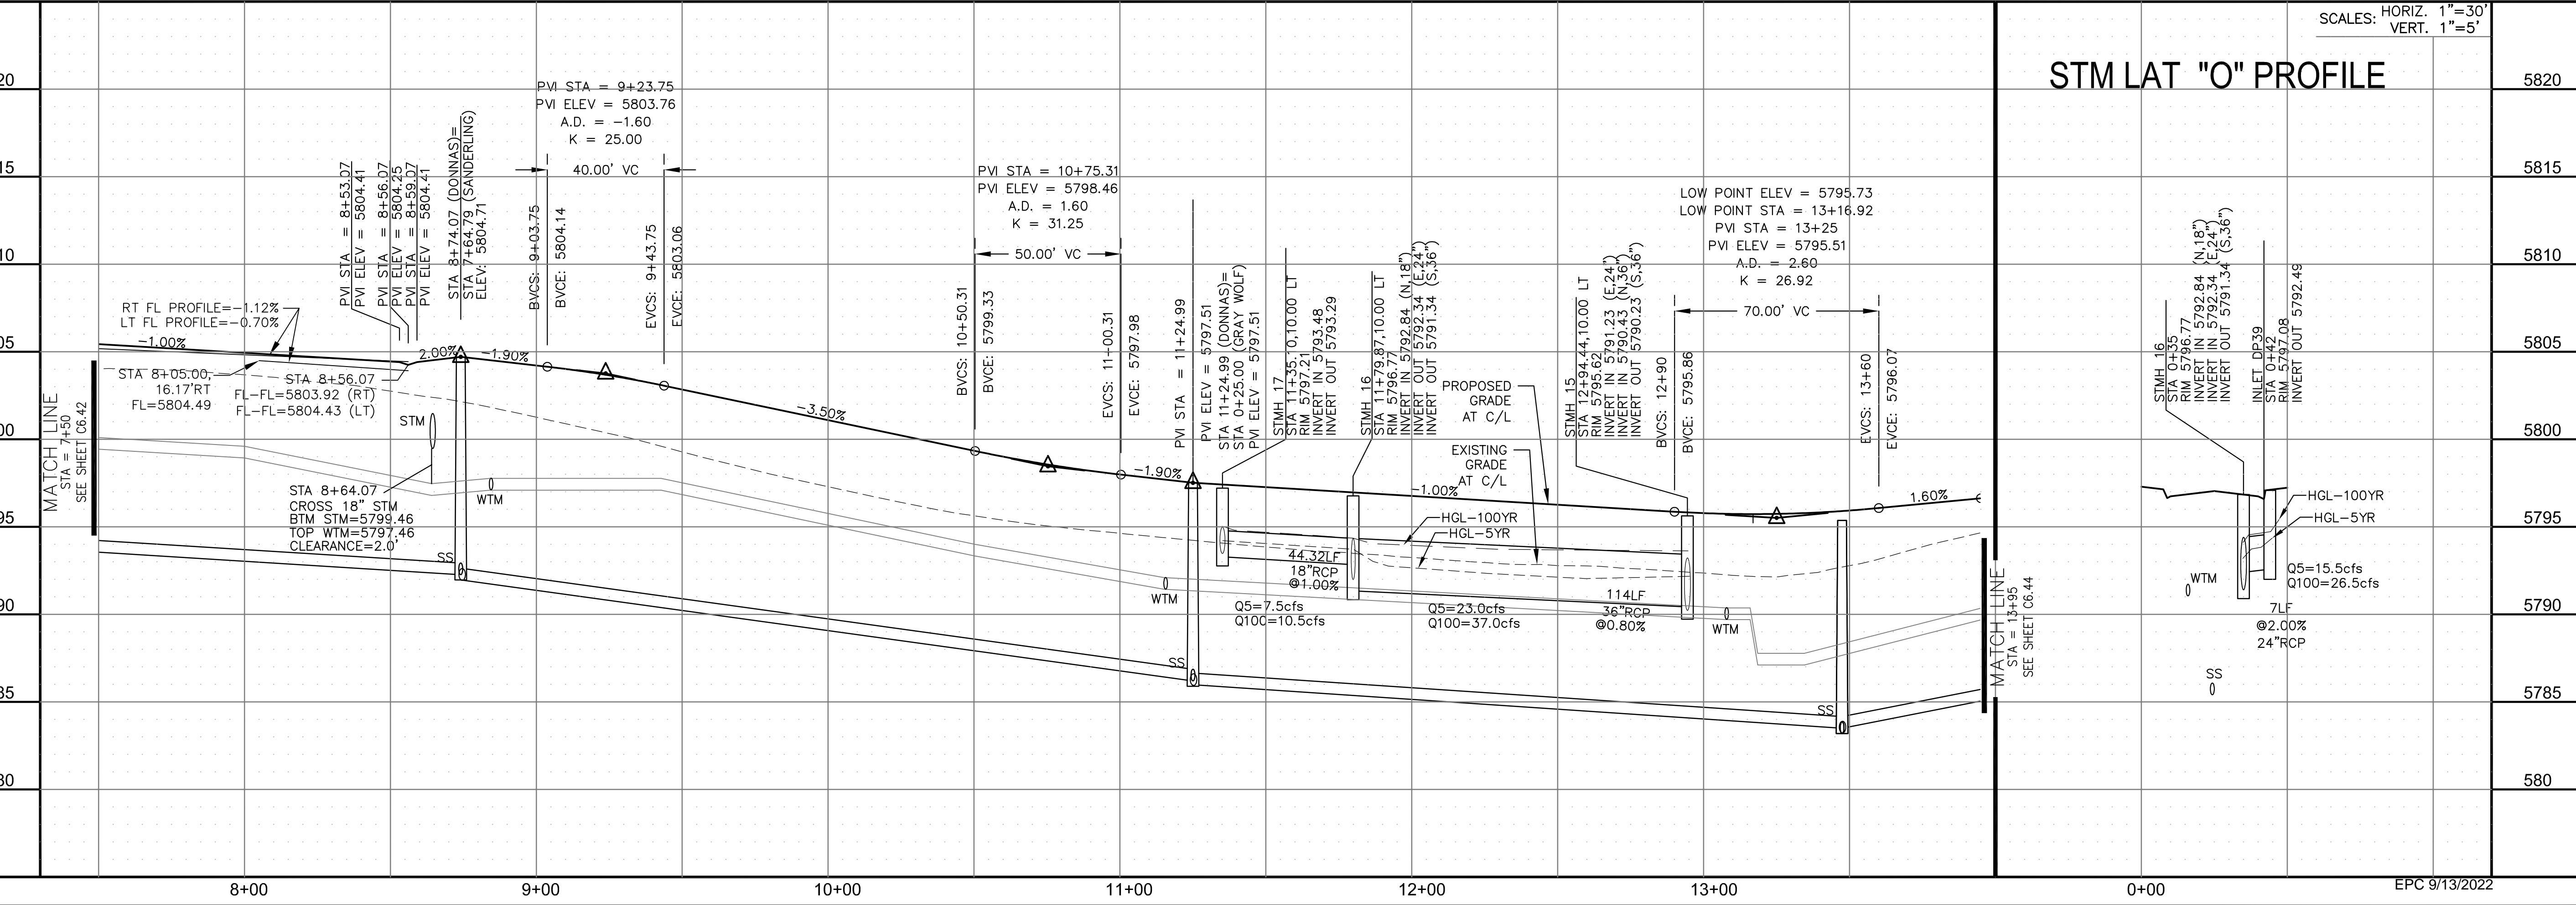 SCALES: HORIZ. 1"=30'
VERT. 1"=5'
STM LAT "O" PROFILE
20
15
10
05
00
95
90
85
80
5820
5815
5810
5805
5800
5795
5790
5785
580
MATCH LINE
STA = 7+50
SEE SHEET C6.42
RT FL PROFILE=-1.12%
LT FL PROFILE=-0.70%
-1.00%
STA 8+05.00,
16.17'RT
FL=5804.49
STA 8+56.07
FL-FL=5803.92 (RT)
FL-FL=5804.43 (LT)
PVI STA = 8+53.07
PVI ELEV = 5804.41
PVI STA = 8+56.07
PVI ELEV = 5804.25
PVI STA = 8+59.07
PVI ELEV = 5804.41
STA 8+74.07 (DONNAS)=
STA 7+64.79 (SANDERLING)
ELEV: 5804.71
2.00%
-1.90%
STM
STA 8+64.07
CROSS 18" STM
BTM STM=5799.46
TOP WTM=5797.46
CLEARANCE=2.0'
WTM
SS
PVI STA = 9+23.75
PVI ELEV = 5803.76
A.D. = -1.60
K = 25.00
40.00' VC
BVCS: 9+03.75
BVCE: 5804.14
EVCS: 9+43.75
EVCE: 5803.06
-3.50%
PVI STA = 10+75.31
PVI ELEV = 5798.46
A.D. = 1.60
K = 31.25
50.00' VC
BVCS: 10+50.31
BVCE: 5799.33
EVCS: 11+00.31
EVCE: 5797.98
-1.90%
PVI STA = 11+24.99
PVI ELEV = 5797.51
STA 11+24.99 (DONNAS)=
STA 0+25.00 (GRAY WOLF)
PVI ELEV = 5797.51
WTM
SS
STMH 17
STA 11+35.10,10.00 LT
RIM 5797.21
INVERT IN 5793.48
INVERT OUT 5793.29
STMH 16
STA 11+79.87,10.00 LT
RIM 5796.77
INVERT IN 5792.84 (N,18")
INVERT OUT 5792.34 (E,24")
INVERT OUT 5791.34 (S,36")
44.32LF
18"RCP
@1.00%
Q5=7.5cfs
Q100=10.5cfs
-1.00%
HGL-100YR
HGL-5YR
PROPOSED
GRADE
AT C/L
EXISTING
GRADE
AT C/L
Q5=23.0cfs
Q100=37.0cfs
114LF
36"RCP
@0.80%
STMH 15
STA 12+94.44,10.00 LT
RIM 5795.62
INVERT IN 5791.23 (E,24")
INVERT IN 5790.43 (N,36")
INVERT OUT 5790.23 (S,36")
LOW POINT ELEV = 5795.73
LOW POINT STA = 13+16.92
PVI STA = 13+25
PVI ELEV = 5795.51
A.D. = 2.60
K = 26.92
70.00' VC
BVCS: 12+90
BVCE: 5795.86
EVCS: 13+60
EVCE: 5796.07
1.60%
WTM
SS
MATCH LINE
STA = 13+95
SEE SHEET C6.44
STMH 16
STA 0+35
RIM 5796.77
INVERT IN 5792.84 (N,18")
INVERT IN 5792.34 (E,24")
INVERT OUT 5791.34 (S,36")
INLET DP39
STA 0+42
RIM 5797.08
INVERT OUT 5792.49
HGL-100YR
HGL-5YR
WTM
Q5=15.5cfs
Q100=26.5cfs
7LF
@2.00%
24"RCP
SS
8+00
9+00
10+00
11+00
12+00
13+00
0+00
EPC 9/13/2022